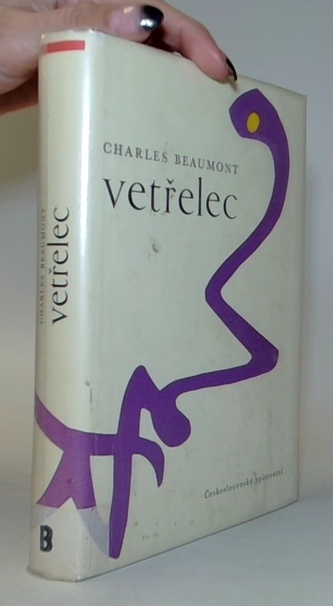 CHARLES BEAUMONT
vetřelec
Československý spisovatel
CHARLES BEAUMONT
vetřelec
B